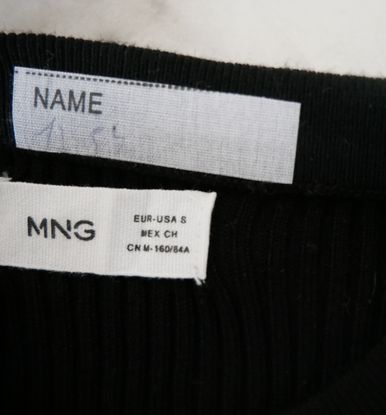 NAME
MNG
EUR-USA S
MEX CH
CN M-160/84A